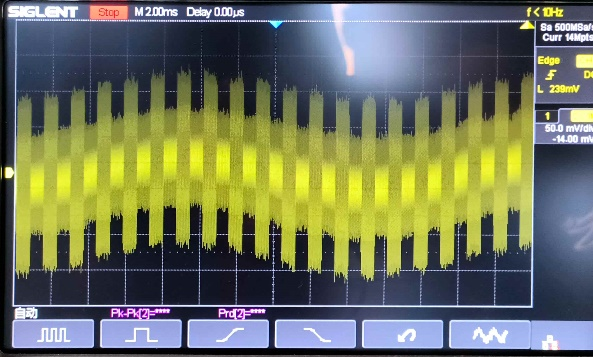 SIGLENT Stop M 2.00ms Delay 0.00µs f < 10Hz
Sa 500MSa/s
Curr 14Mpts
Edge
L 239mV
1
50.0 mV/div
-14.00 mV
自动 Pk-Pk[2]=**** Prd[2]=****